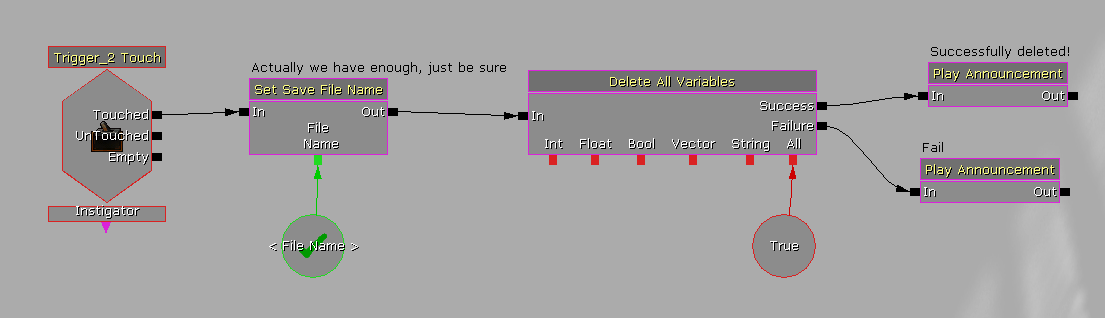 Trigger_2 Touch
Touched
UnTouched
Empty
Instigator
Actually we have enough, just be sure
Set Save File Name
In Out
File
Name
< File Name >
Delete All Variables
In
Success
Failure
Int Float Bool Vector String All
True
Successfully deleted!
Play Announcement
In Out
Fail
Play Announcement
In Out